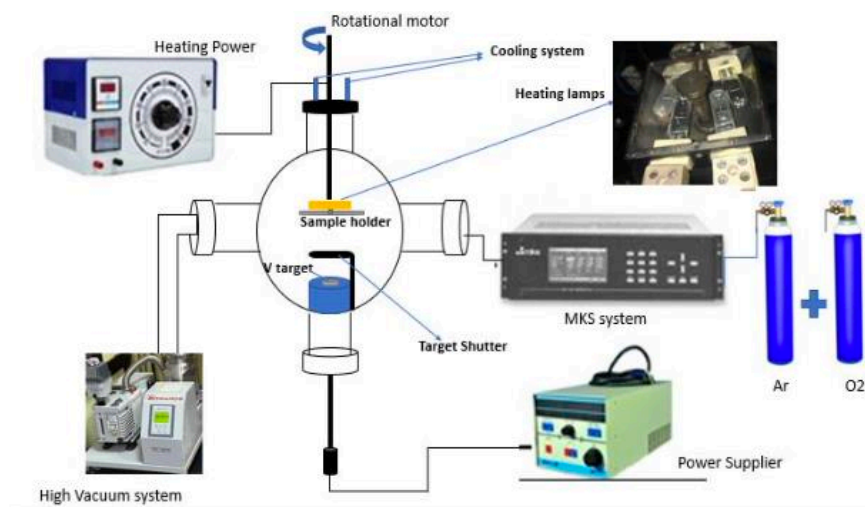 Rotational motor
Heating Power
Cooling system
Heating lamps
Sample holder
V target
MKS system
Target Shutter
Ar
O2
Power Supplier
High Vacuum system